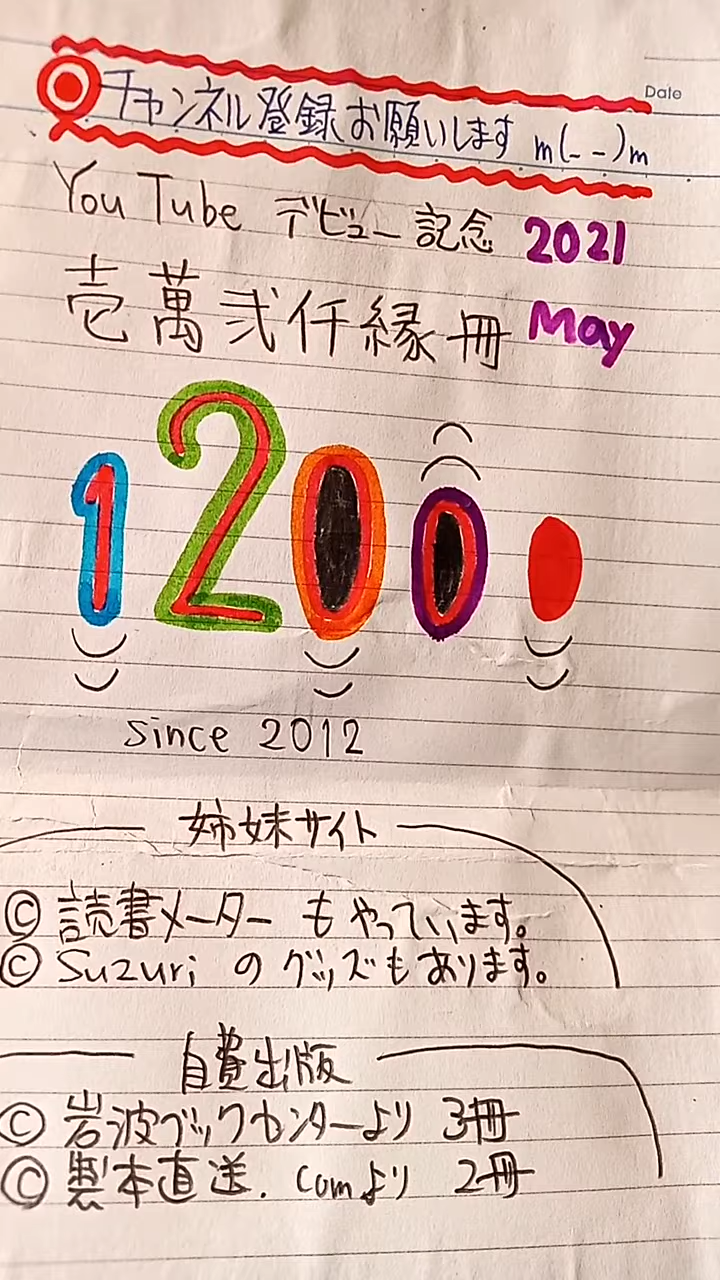 Date
チャンネル登録お願いします m(- -)m
YouTube デビュー記念 2021
壱萬弐仟縁冊 May
1200
since 2012
姉妹サイト
© 読書メーターもやっています。
© Suzuri のグッズもあります。
自費出版
© 岩波ブックセンターより 3冊
© 製本直送.comより 2冊